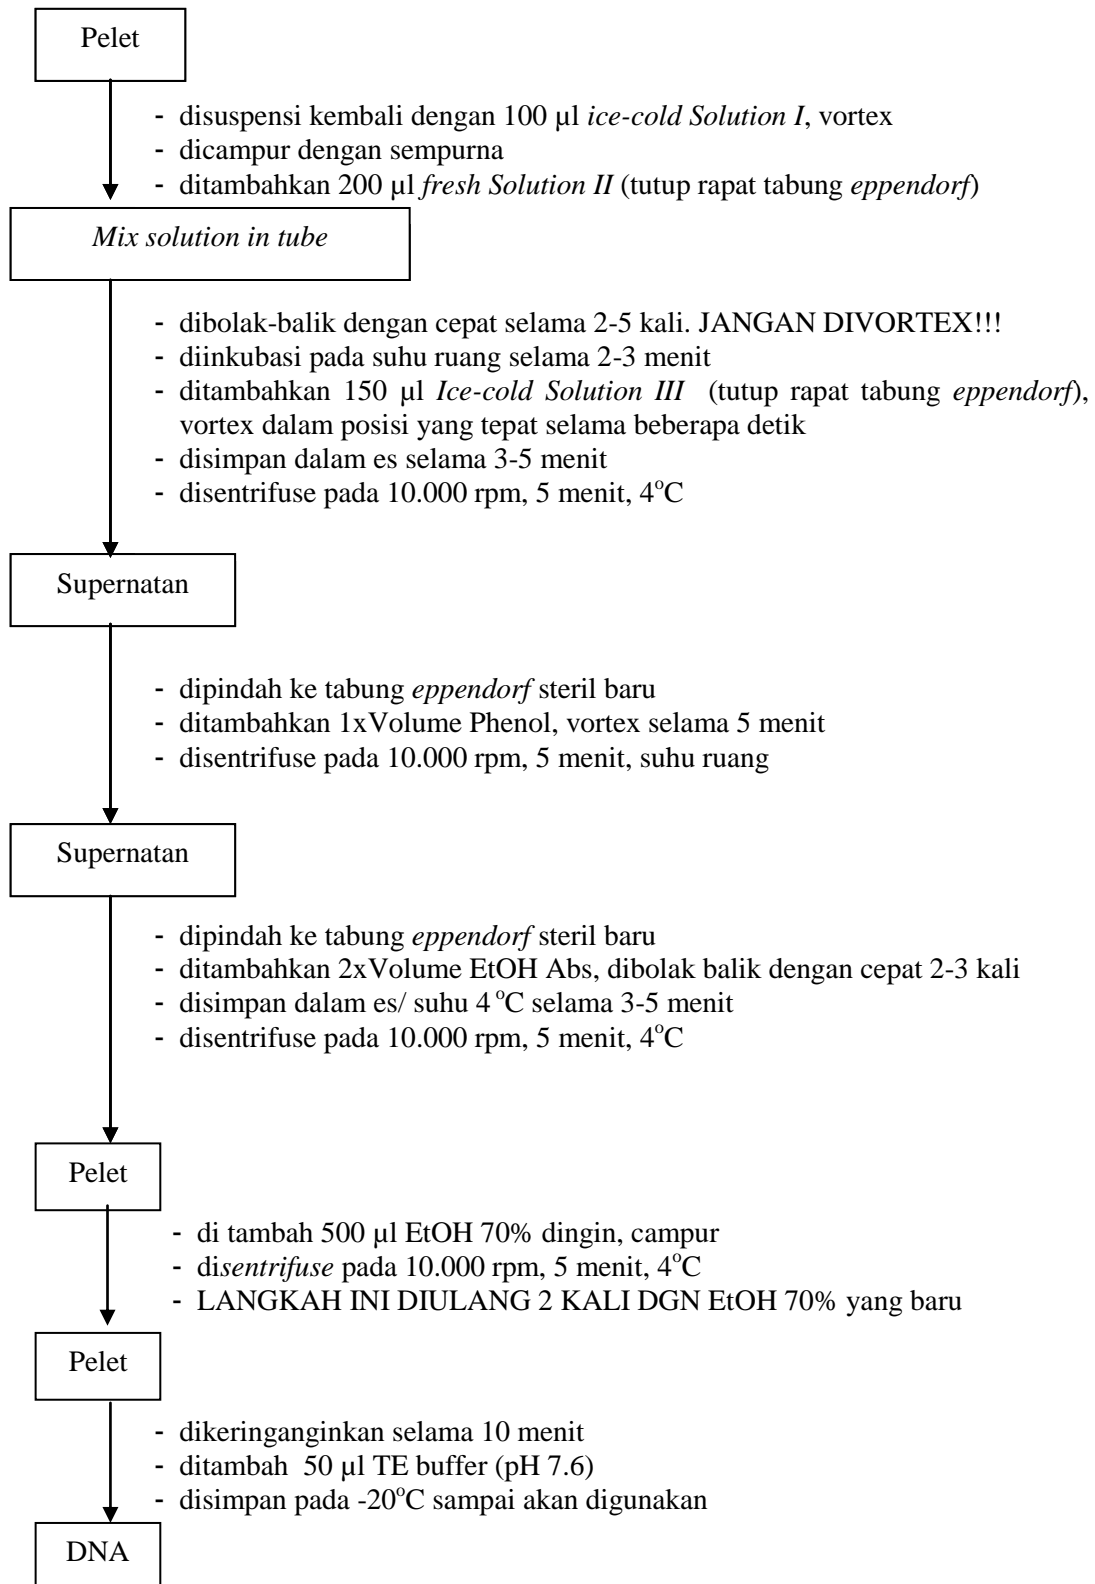 Pelet
- disuspensi kembali dengan 100 µl ice-cold Solution I, vortex
- dicampur dengan sempurna
- ditambahkan 200 µl fresh Solution II (tutup rapat tabung eppendorf)
Mix solution in tube
- dibolak-balik dengan cepat selama 2-5 kali. JANGAN DIVORTEX!!!
- diinkubasi pada suhu ruang selama 2-3 menit
- ditambahkan 150 µl Ice-cold Solution III (tutup rapat tabung eppendorf),
vortex dalam posisi yang tepat selama beberapa detik
- disimpan dalam es selama 3-5 menit
- disentrifuse pada 10.000 rpm, 5 menit, 4°C
Supernatan
- dipindah ke tabung eppendorf steril baru
- ditambahkan 1xVolume Phenol, vortex selama 5 menit
- disentrifuse pada 10.000 rpm, 5 menit, suhu ruang
Supernatan
- dipindah ke tabung eppendorf steril baru
- ditambahkan 2xVolume EtOH Abs, dibolak balik dengan cepat 2-3 kali
- disimpan dalam es/ suhu 4 °C selama 3-5 menit
- disentrifuse pada 10.000 rpm, 5 menit, 4°C
Pelet
- di tambah 500 µl EtOH 70% dingin, campur
- disentrifuse pada 10.000 rpm, 5 menit, 4°C
- LANGKAH INI DIULANG 2 KALI DGN EtOH 70% yang baru
Pelet
- dikeringanginkan selama 10 menit
- ditambah 50 µl TE buffer (pH 7.6)
- disimpan pada -20°C sampai akan digunakan
DNA